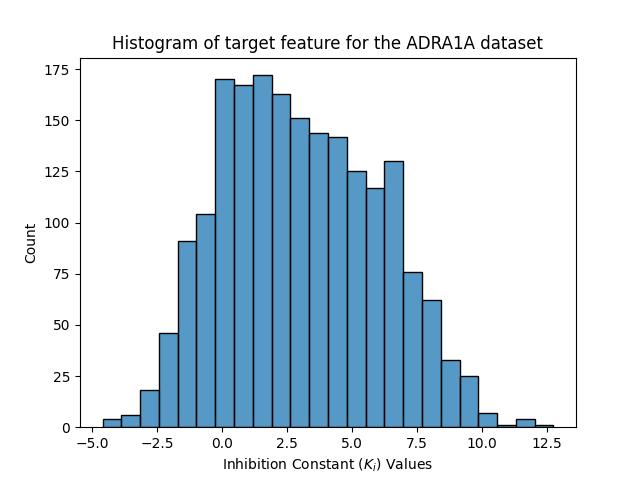 Histogram of target feature for the ADRA1A dataset
175
150
125
100
75
50
25
0
Count
−5.0 −2.5 0.0 2.5 5.0 7.5 10.0 12.5
Inhibition Constant (Ki) Values